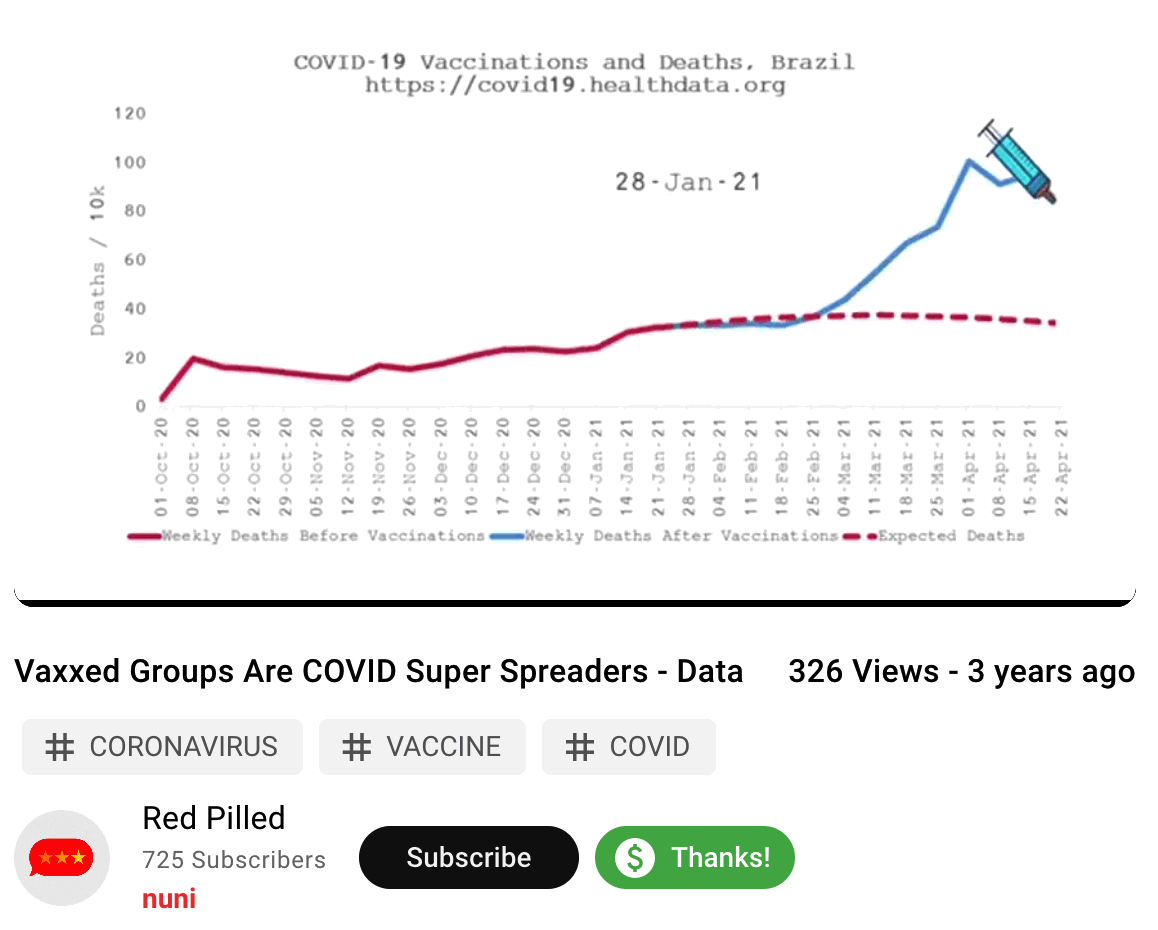 COVID-19 Vaccinations and Deaths, Brazil
https://covid19.healthdata.org
120
100
80
60
40
20
0
Deaths / 10k
28-Jan-21
01-Oct-20
08-Oct-20
15-Oct-20
22-Oct-20
29-Oct-20
05-Nov-20
12-Nov-20
19-Nov-20
26-Nov-20
03-Dec-20
10-Dec-20
17-Dec-20
24-Dec-20
31-Dec-20
07-Jan-21
14-Jan-21
21-Jan-21
28-Jan-21
04-Feb-21
11-Feb-21
18-Feb-21
25-Feb-21
04-Mar-21
11-Mar-21
18-Mar-21
25-Mar-21
01-Apr-21
08-Apr-21
15-Apr-21
22-Apr-21
Weekly Deaths Before Vaccinations Weekly Deaths After Vaccinations Expected Deaths
Vaxxed Groups Are COVID Super Spreaders - Data 326 Views - 3 years ago
# CORONAVIRUS # VACCINE # COVID
Red Pilled
725 Subscribers
nuni
Subscribe
$ Thanks!